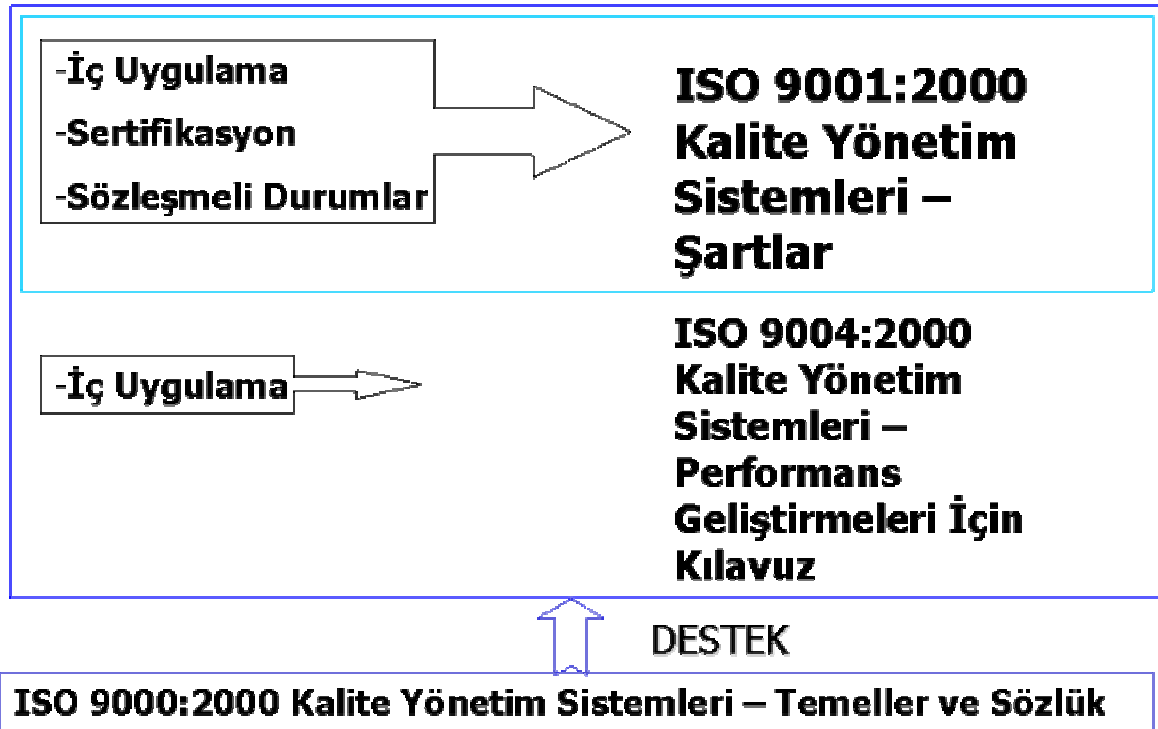 -İç Uygulama
-Sertifikasyon
-Sözleşmeli Durumlar
ISO 9001:2000
Kalite Yönetim
Sistemleri –
Şartlar
-İç Uygulama
ISO 9004:2000
Kalite Yönetim
Sistemleri –
Performans
Geliştirmeleri İçin
Kılavuz
DESTEK
ISO 9000:2000 Kalite Yönetim Sistemleri – Temeller ve Sözlük